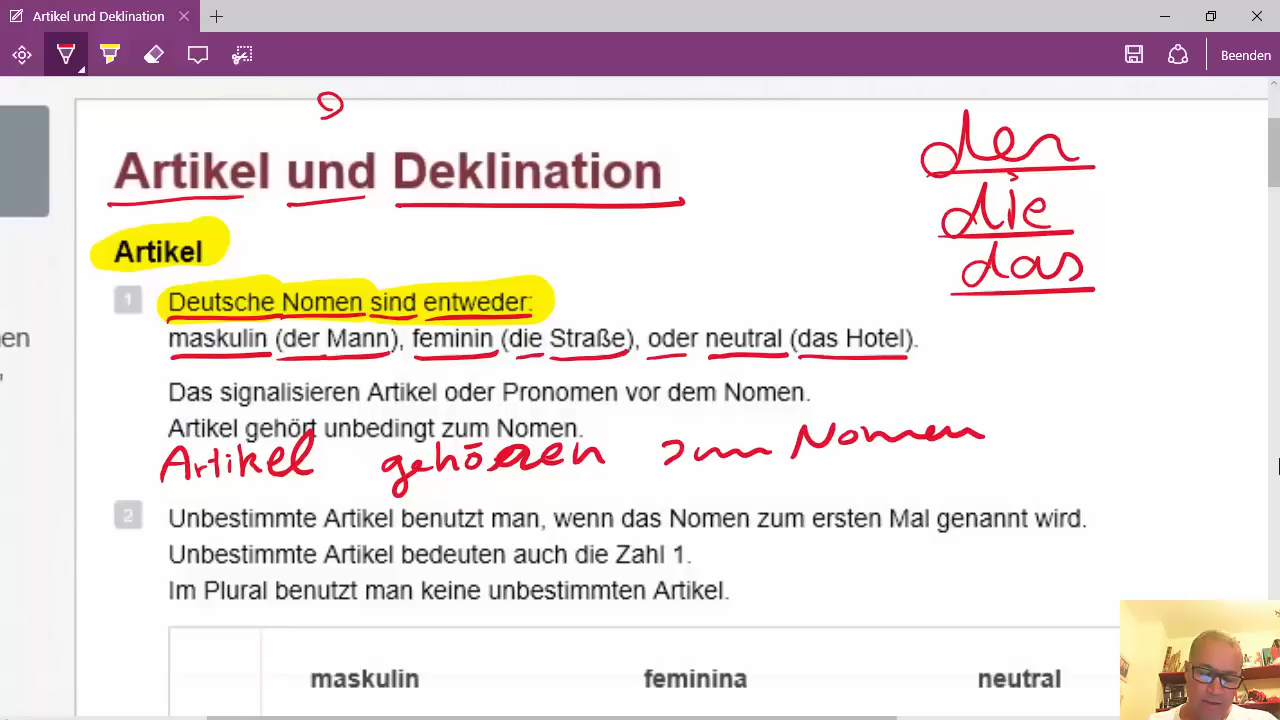 Artikel und Deklination
Beenden
Artikel und Deklination
der
die
das
Artikel
1
Deutsche Nomen sind entweder:
maskulin (der Mann), feminin (die Straße), oder neutral (das Hotel).
Das signalisieren Artikel oder Pronomen vor dem Nomen.
Artikel gehört unbedingt zum Nomen.
Artikel gehören zum Nomen
2
Unbestimmte Artikel benutzt man, wenn das Nomen zum ersten Mal genannt wird.
Unbestimmte Artikel bedeuten auch die Zahl 1.
Im Plural benutzt man keine unbestimmten Artikel.
maskulin feminina neutral